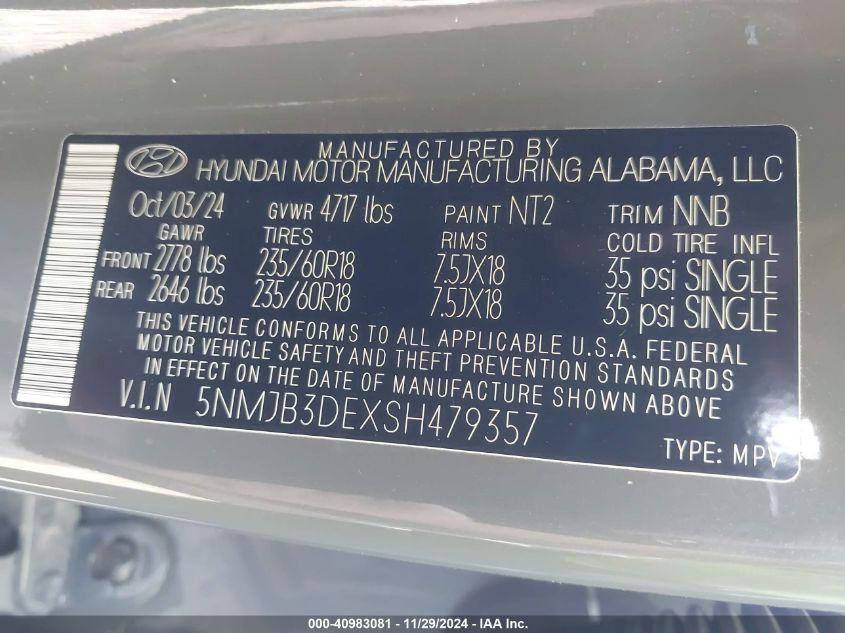 MANUFACTURED BY
HYUNDAI MOTOR MANUFACTURING ALABAMA, LLC
Oct/03/24 GVWR 4717 lbs PAINT NT2 TRIM NNB
GAWR TIRES RIMS COLD TIRE INFL
FRONT 2778 lbs 235/60R18 7.5JX18 35 psi SINGLE
REAR 2646 lbs 235/60R18 7.5JX18 35 psi SINGLE
THIS VEHICLE CONFORMS TO ALL APPLICABLE U.S.A. FEDERAL
MOTOR VEHICLE SAFETY AND THEFT PREVENTION STANDARDS
IN EFFECT ON THE DATE OF MANUFACTURE SHOWN ABOVE
V.I.N 5NMJB3DEXSH479357
TYPE: MPV
000-40983081 - 11/29/2024 - IAA Inc.